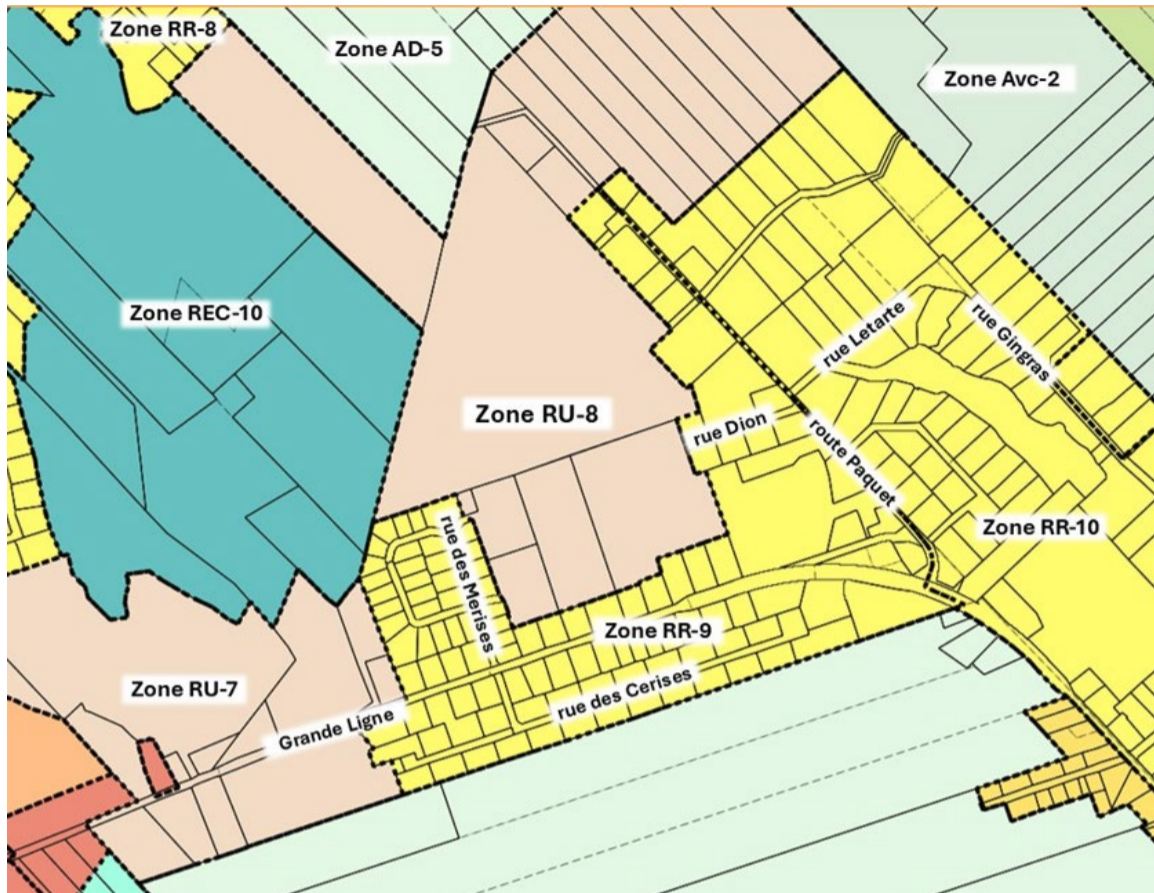 Zone RR-8
Zone AD-5
Zone Avc-2
Zone REC-10
rue Letarte
rue Gingras
Zone RU-8
rue Dion
route Paquet
Zone RR-10
rue des Merises
Zone RR-9
Zone RU-7
rue des Cerises
Grande Ligne